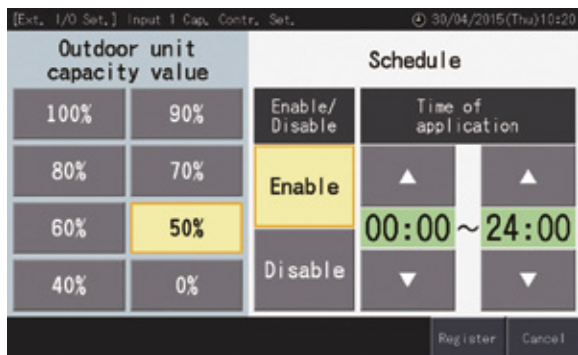 [Ext. I/O Set.] Input 1 Cap. Contr. Set.
30/04/2015(Thu)10:20
Outdoor unit
capacity value
100%
90%
80%
70%
60%
50%
40%
0%
Schedule
Enable/
Disable
Time of
application
Enable
Disable
00:00 ~ 24:00
Register
Cancel